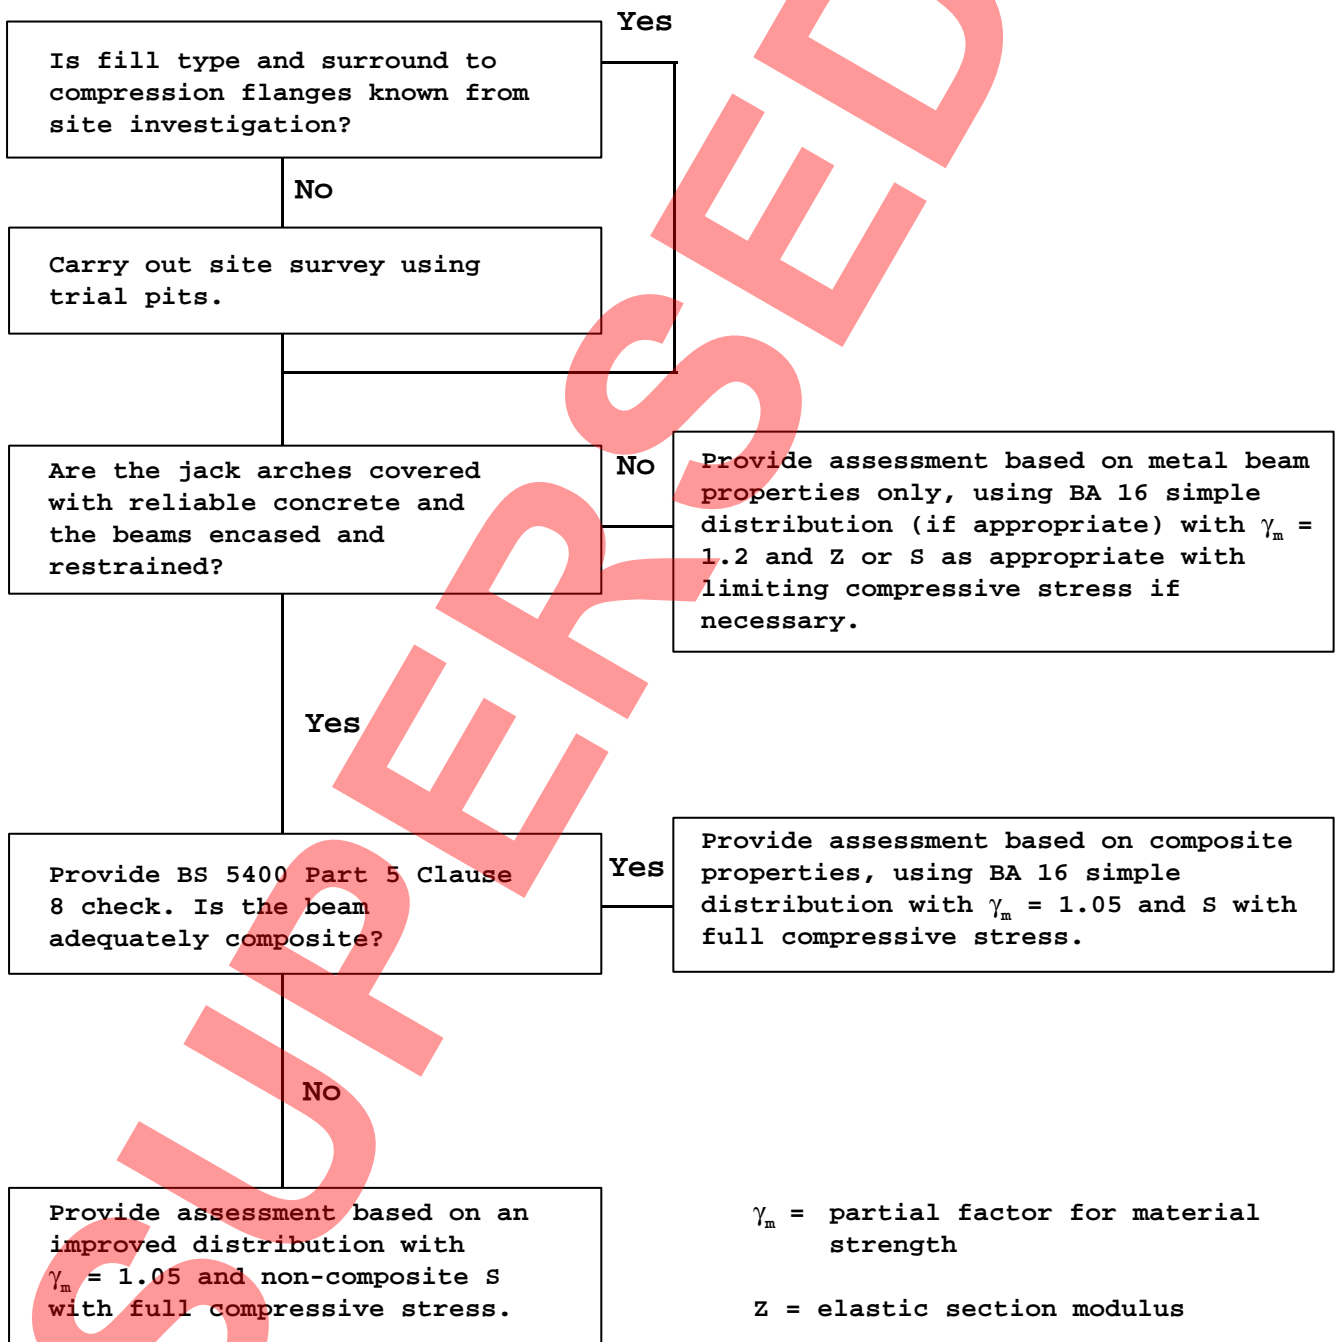 Yes
Is fill type and surround to
compression flanges known from
site investigation?
No
Carry out site survey using
trial pits.
Are the jack arches covered
with reliable concrete and
the beams encased and
restrained?
No
Provide assessment based on metal beam
properties only, using BA 16 simple
distribution (if appropriate) with γm =
1.2 and Z or S as appropriate with
limiting compressive stress if
necessary.
Yes
Provide BS 5400 Part 5 Clause
8 check. Is the beam
adequately composite?
Yes
Provide assessment based on composite
properties, using BA 16 simple
distribution with γm = 1.05 and S with
full compressive stress.
No
Provide assessment based on an
improved distribution with
γm = 1.05 and non-composite S
with full compressive stress.
γm = partial factor for material
strength
Z = elastic section modulus
SUPERSED